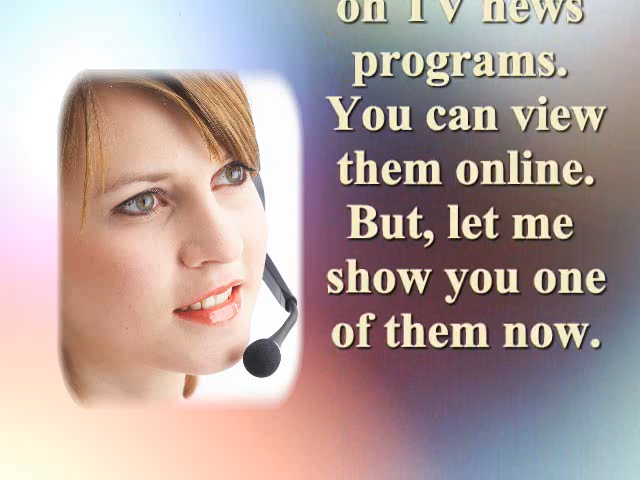 on TV news
programs.
You can view
them online.
But, let me
show you one
of them now.